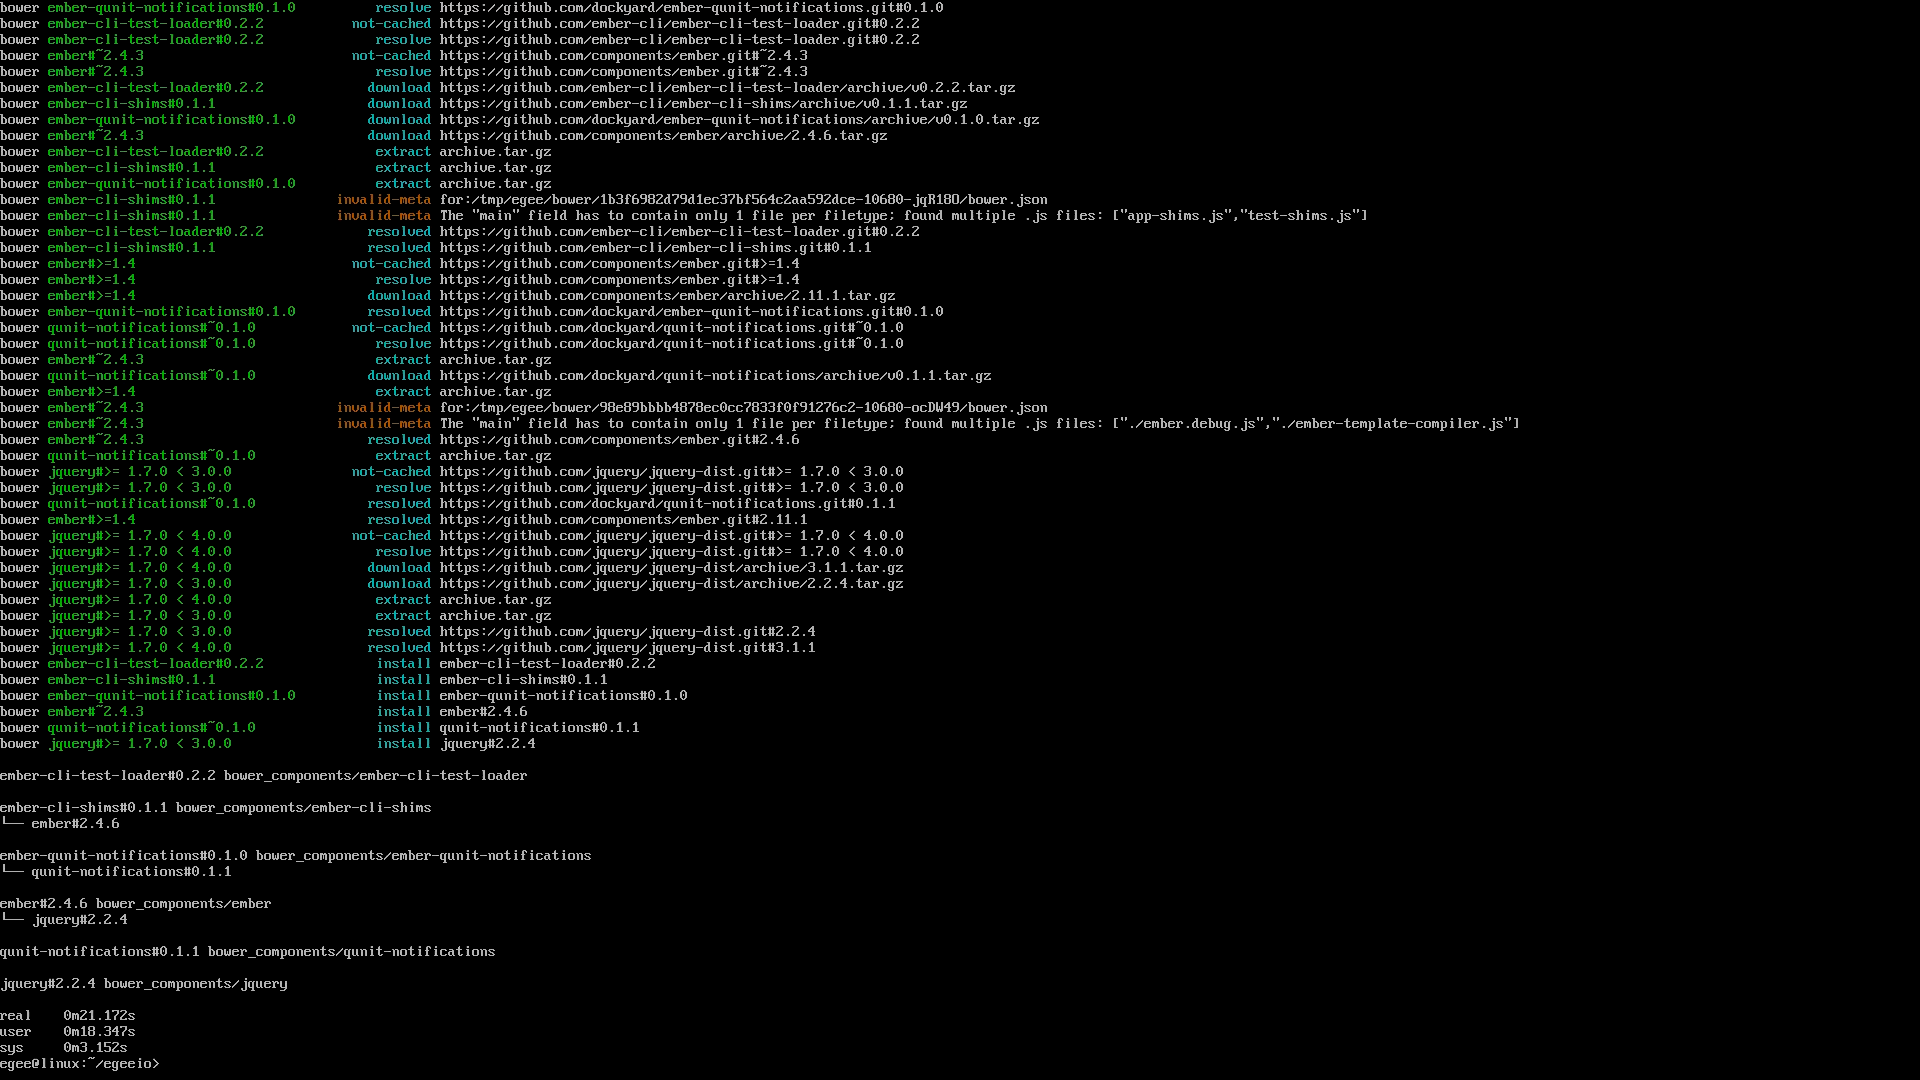 bower ember-qunit-notifications#0.1.0 resolve https://github.com/dockyard/ember-qunit-notifications.git#0.1.0
bower ember-cli-test-loader#0.2.2 not-cached https://github.com/ember-cli/ember-cli-test-loader.git#0.2.2
bower ember-cli-test-loader#0.2.2 resolve https://github.com/ember-cli/ember-cli-test-loader.git#0.2.2
bower ember#~2.4.3 not-cached https://github.com/components/ember.git#~2.4.3
bower ember#~2.4.3 resolve https://github.com/components/ember.git#~2.4.3
bower ember-cli-test-loader#0.2.2 download https://github.com/ember-cli/ember-cli-test-loader/archive/v0.2.2.tar.gz
bower ember-cli-shims#0.1.1 download https://github.com/ember-cli/ember-cli-shims/archive/v0.1.1.tar.gz
bower ember-qunit-notifications#0.1.0 download https://github.com/dockyard/ember-qunit-notifications/archive/v0.1.0.tar.gz
bower ember#~2.4.3 download https://github.com/components/ember/archive/2.4.6.tar.gz
bower ember-cli-test-loader#0.2.2 extract archive.tar.gz
bower ember-cli-shims#0.1.1 extract archive.tar.gz
bower ember-qunit-notifications#0.1.0 extract archive.tar.gz
bower ember-cli-shims#0.1.1 invalid-meta for:/tmp/egee/bower/1b3f6982d79d1ec37bf564c2aa592dce-10680-jqR18O/bower.json
bower ember-cli-shims#0.1.1 invalid-meta The "main" field has to contain only 1 file per filetype; found multiple .js files: ["app-shims.js","test-shims.js"]
bower ember-cli-test-loader#0.2.2 resolved https://github.com/ember-cli/ember-cli-test-loader.git#0.2.2
bower ember-cli-shims#0.1.1 resolved https://github.com/ember-cli/ember-cli-shims.git#0.1.1
bower ember#>=1.4 not-cached https://github.com/components/ember.git#>=1.4
bower ember#>=1.4 resolve https://github.com/components/ember.git#>=1.4
bower ember#>=1.4 download https://github.com/components/ember/archive/2.11.1.tar.gz
bower ember-qunit-notifications#0.1.0 resolved https://github.com/dockyard/ember-qunit-notifications.git#0.1.0
bower qunit-notifications#~0.1.0 not-cached https://github.com/dockyard/qunit-notifications.git#~0.1.0
bower qunit-notifications#~0.1.0 resolve https://github.com/dockyard/qunit-notifications.git#~0.1.0
bower ember#~2.4.3 extract archive.tar.gz
bower qunit-notifications#~0.1.0 download https://github.com/dockyard/qunit-notifications/archive/v0.1.1.tar.gz
bower ember#>=1.4 extract archive.tar.gz
bower ember#~2.4.3 invalid-meta for:/tmp/egee/bower/98e89bbbb4878ec0cc7833f0f91276c2-10680-ocDW49/bower.json
bower ember#~2.4.3 invalid-meta The "main" field has to contain only 1 file per filetype; found multiple .js files: ["./ember.debug.js","./ember-template-compiler.js"]
bower ember#~2.4.3 resolved https://github.com/components/ember.git#2.4.6
bower qunit-notifications#~0.1.0 extract archive.tar.gz
bower jquery#>= 1.7.0 < 3.0.0 not-cached https://github.com/jquery/jquery-dist.git#>= 1.7.0 < 3.0.0
bower jquery#>= 1.7.0 < 3.0.0 resolve https://github.com/jquery/jquery-dist.git#>= 1.7.0 < 3.0.0
bower qunit-notifications#~0.1.0 resolved https://github.com/dockyard/qunit-notifications.git#0.1.1
bower ember#>=1.4 resolved https://github.com/components/ember.git#2.11.1
bower jquery#>= 1.7.0 < 4.0.0 not-cached https://github.com/jquery/jquery-dist.git#>= 1.7.0 < 4.0.0
bower jquery#>= 1.7.0 < 4.0.0 resolve https://github.com/jquery/jquery-dist.git#>= 1.7.0 < 4.0.0
bower jquery#>= 1.7.0 < 4.0.0 download https://github.com/jquery/jquery-dist/archive/3.1.1.tar.gz
bower jquery#>= 1.7.0 < 3.0.0 download https://github.com/jquery/jquery-dist/archive/2.2.4.tar.gz
bower jquery#>= 1.7.0 < 4.0.0 extract archive.tar.gz
bower jquery#>= 1.7.0 < 3.0.0 extract archive.tar.gz
bower jquery#>= 1.7.0 < 3.0.0 resolved https://github.com/jquery/jquery-dist.git#2.2.4
bower jquery#>= 1.7.0 < 4.0.0 resolved https://github.com/jquery/jquery-dist.git#3.1.1
bower ember-cli-test-loader#0.2.2 install ember-cli-test-loader#0.2.2
bower ember-cli-shims#0.1.1 install ember-cli-shims#0.1.1
bower ember-qunit-notifications#0.1.0 install ember-qunit-notifications#0.1.0
bower ember#~2.4.3 install ember#2.4.6
bower qunit-notifications#~0.1.0 install qunit-notifications#0.1.1
bower jquery#>= 1.7.0 < 3.0.0 install jquery#2.2.4
ember-cli-test-loader#0.2.2 bower_components/ember-cli-test-loader
ember-cli-shims#0.1.1 bower_components/ember-cli-shims
└── ember#2.4.6
ember-qunit-notifications#0.1.0 bower_components/ember-qunit-notifications
└── qunit-notifications#0.1.1
ember#2.4.6 bower_components/ember
└── jquery#2.2.4
qunit-notifications#0.1.1 bower_components/qunit-notifications
jquery#2.2.4 bower_components/jquery
real 0m21.172s
user 0m18.347s
sys 0m3.152s
egee@linux:~/egeeio>